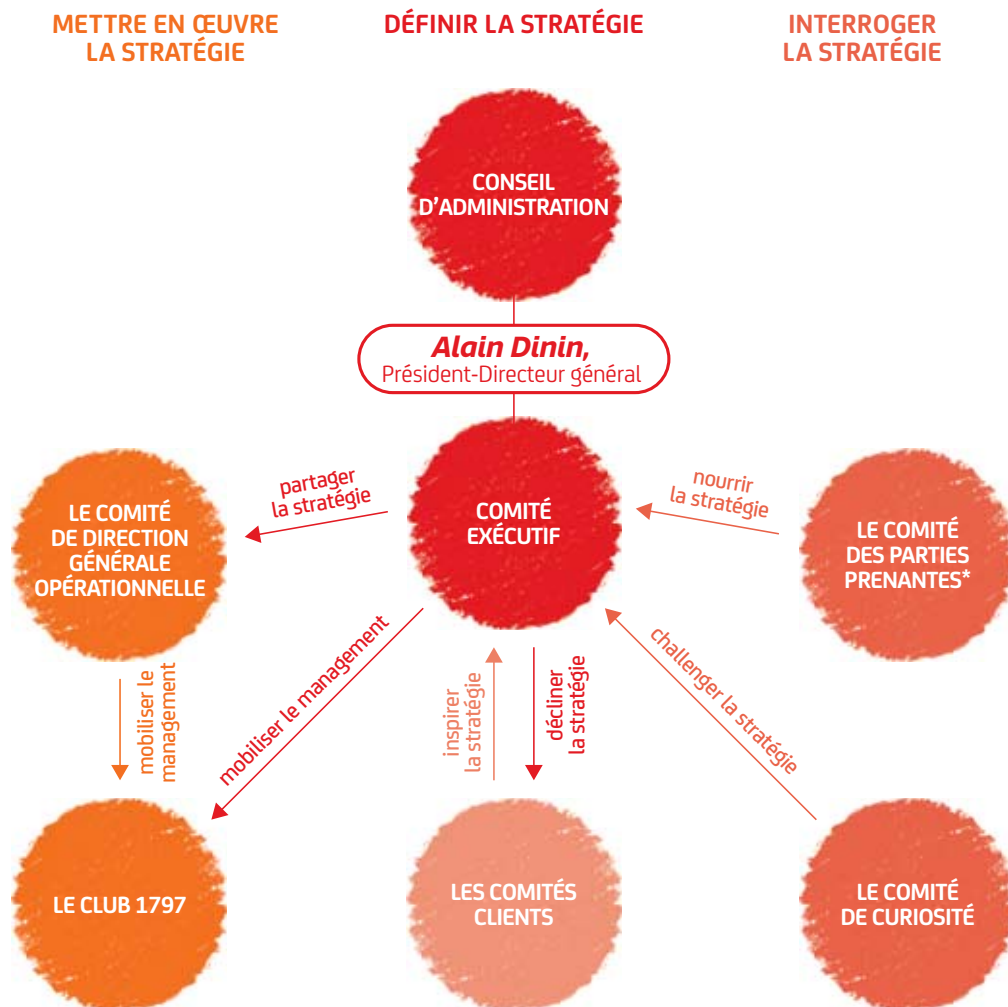 METTRE EN ŒUVRE
LA STRATÉGIE
DÉFINIR LA STRATÉGIE
INTERROGER
LA STRATÉGIE
CONSEIL
D'ADMINISTRATION
Alain Dinin,
Président-Directeur général
partager
la stratégie
nourrir
la stratégie
LE COMITÉ
DE DIRECTION
GÉNÉRALE
OPÉRATIONNELLE
COMITÉ
EXÉCUTIF
LE COMITÉ
DES PARTIES
PRENANTES*
mobiliser le
management
mobiliser le management
inspirer
la stratégie
décliner
la stratégie
challenger la stratégie
LE CLUB 1797
LES COMITÉS
CLIENTS
LE COMITÉ
DE CURIOSITÉ